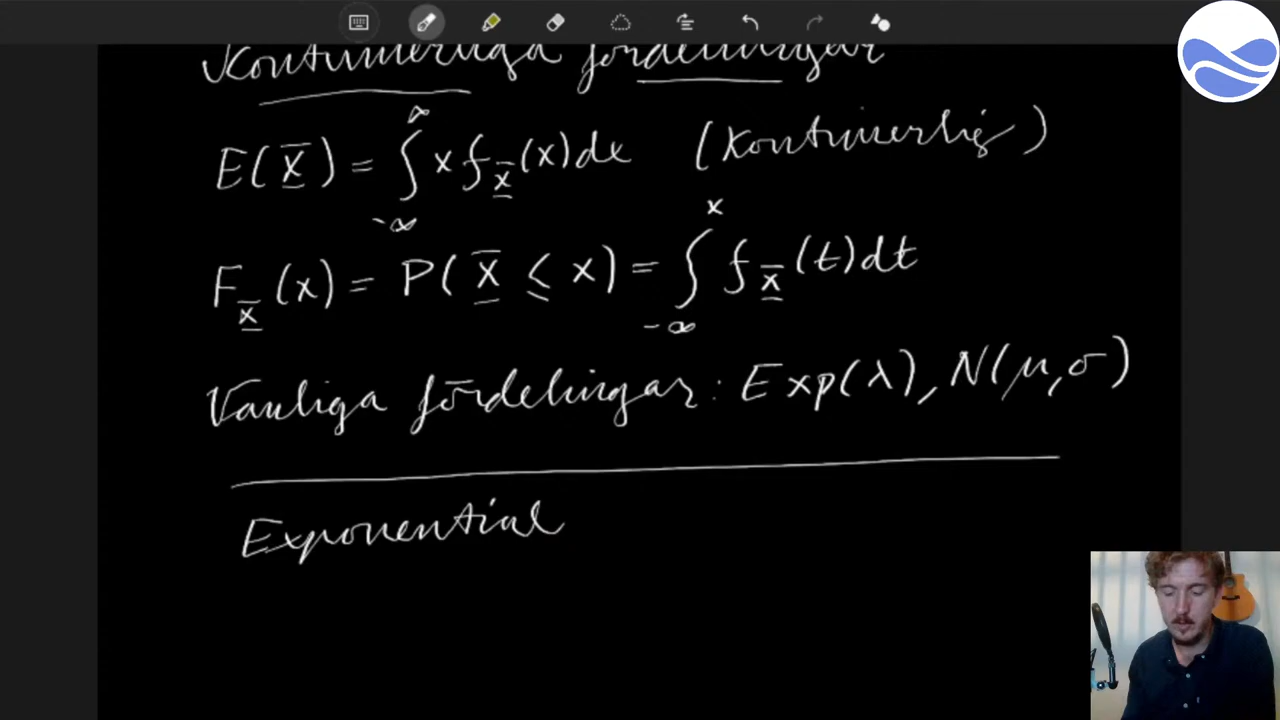 Kontinuerliga fördelningar
E(X) = ∫_{-∞}^{∞} x f_X(x)dx (Kontinuerlig)
F_X(x) = P(X ≤ x) = ∫_{-∞}^{x} f_X(t)dt
Vanliga fördelningar: Exp(λ), N(μ,σ)
Exponential